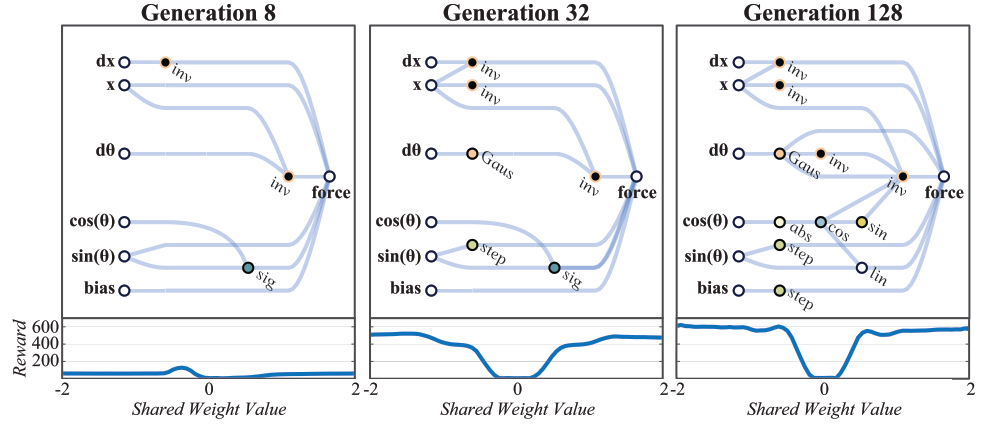 Generation 8
dx
inv
x
dθ
inv
force
cos(θ)
sin(θ)
sig
bias
Generation 32
dx
inv
x
inv
dθ
Gaus
inv
force
cos(θ)
step
sin(θ)
sig
bias
Generation 128
dx
inv
x
inv
dθ
Gaus
inv
inv
force
cos(θ)
abs
cos
sin
sin(θ)
step
lin
bias
step
Reward
600
400
200
-2
0
2
Shared Weight Value
-2
0
2
Shared Weight Value
-2
0
2
Shared Weight Value